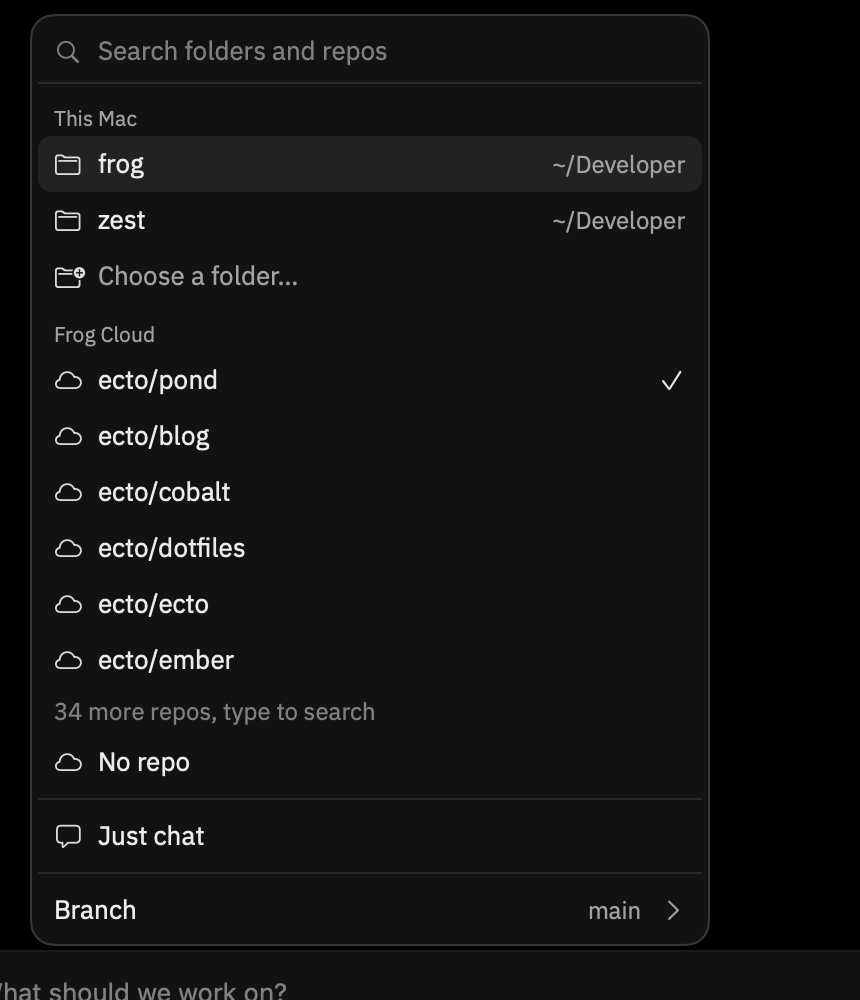 Search folders and repos
This Mac
frog ~/Developer
zest ~/Developer
Choose a folder...
Frog Cloud
ecto/pond
ecto/blog
ecto/cobalt
ecto/dotfiles
ecto/ecto
ecto/ember
34 more repos, type to search
No repo
Just chat
Branch main
What should we work on?